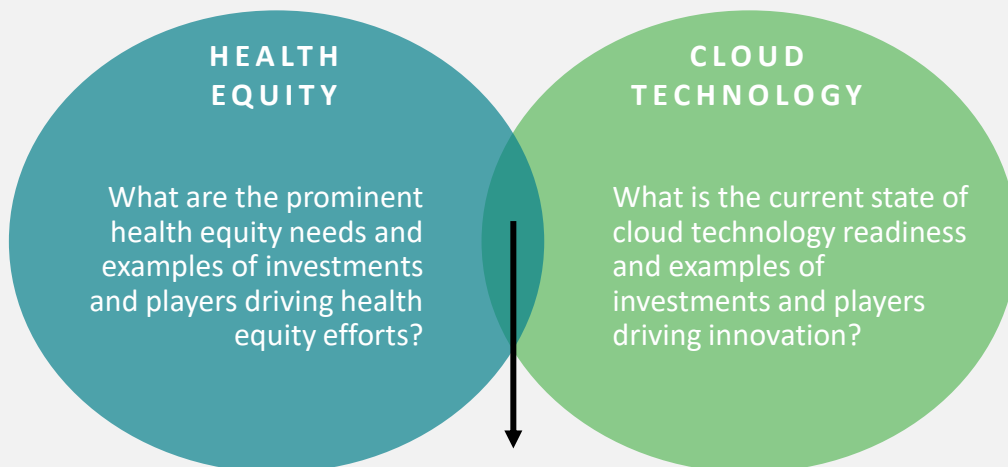 HEALTH
EQUITY
What are the prominent
health equity needs and
examples of investments
and players driving health
equity efforts?
CLOUD
TECHNOLOGY
What is the current state of
cloud technology readiness
and examples of
investments and players
driving innovation?